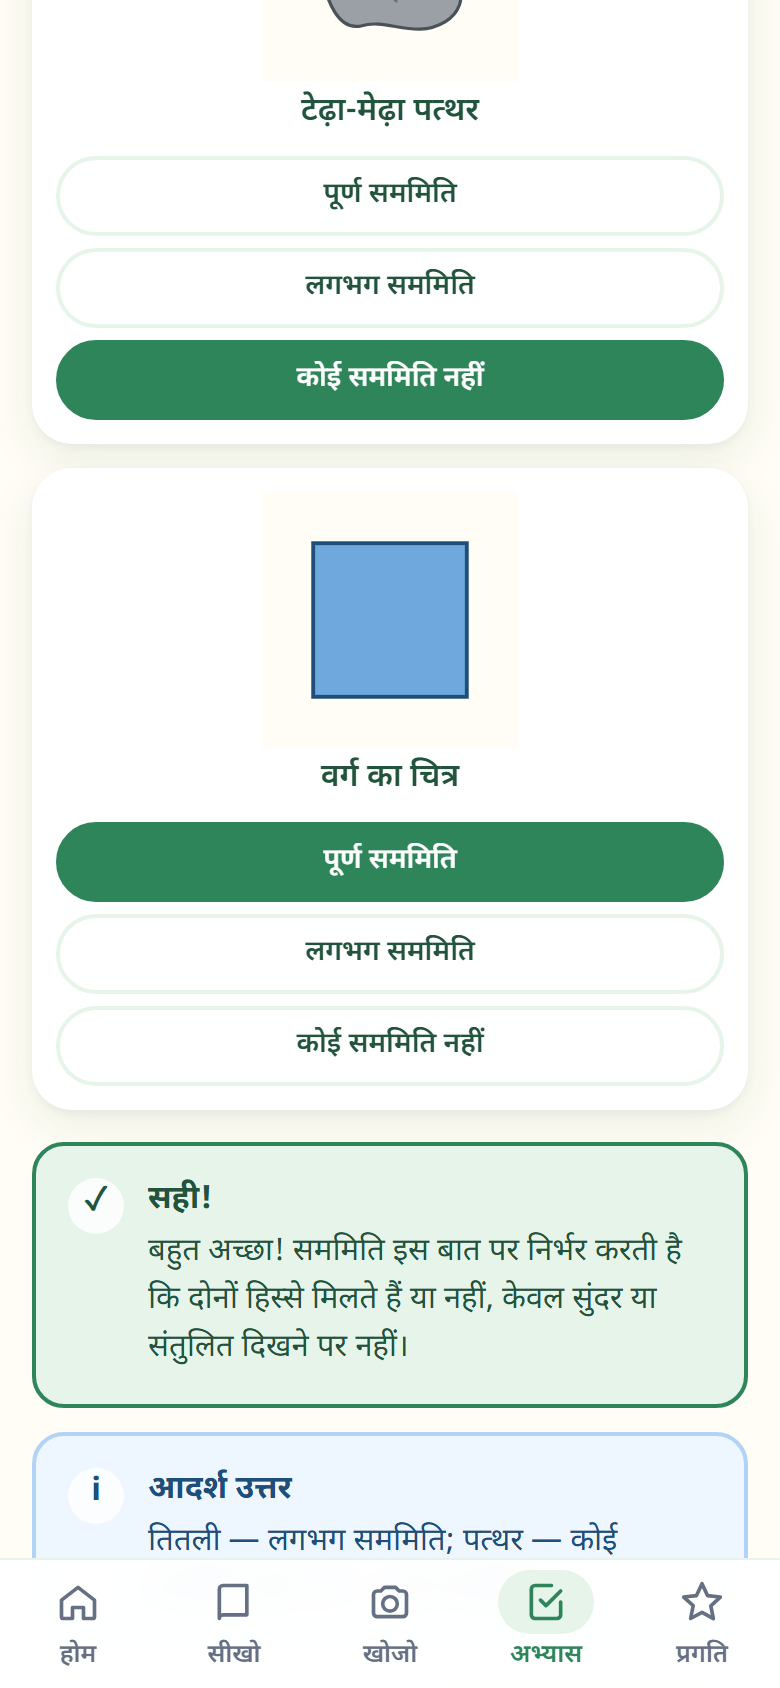 टेढ़ा-मेढ़ा पत्थर
पूर्ण सममिति
लगभग सममिति
कोई सममिति नहीं
वर्ग का चित्र
पूर्ण सममिति
लगभग सममिति
कोई सममिति नहीं
सही!
बहुत अच्छा! सममिति इस बात पर निर्भर करती है
कि दोनों हिस्से मिलते हैं या नहीं, केवल सुंदर या
संतुलित दिखने पर नहीं।
आदर्श उत्तर
तितली — लगभग सममिति; पत्थर — कोई
होम
सीखो
खोजो
अभ्यास
प्रगति